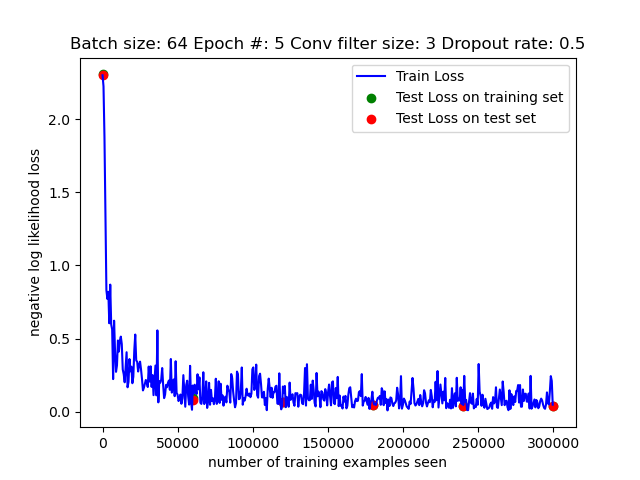 Batch size: 64 Epoch #: 5 Conv filter size: 3 Dropout rate: 0.5
Train Loss
Test Loss on training set
Test Loss on test set
negative log likelihood loss
2.0
1.5
1.0
0.5
0.0
0 50000 100000 150000 200000 250000 300000
number of training examples seen